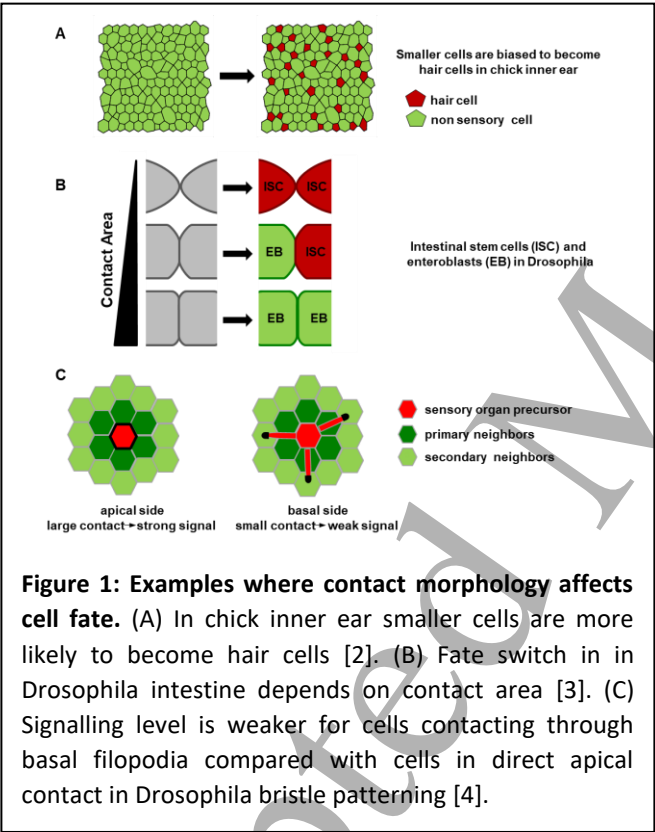 A
Smaller cells are biased to become
hair cells in chick inner ear
hair cell
non sensory cell
B
Contact Area
ISC ISC
EB ISC
EB EB
Intestinal stem cells (ISC) and
enteroblasts (EB) in Drosophila
C
sensory organ precursor
primary neighbors
secondary neighbors
apical side
large contact→strong signal
basal side
small contact→weak signal
Figure 1: Examples where contact morphology affects
cell fate. (A) In chick inner ear smaller cells are more
likely to become hair cells [2]. (B) Fate switch in in
Drosophila intestine depends on contact area [3]. (C)
Signalling level is weaker for cells contacting through
basal filopodia compared with cells in direct apical
contact in Drosophila bristle patterning [4].